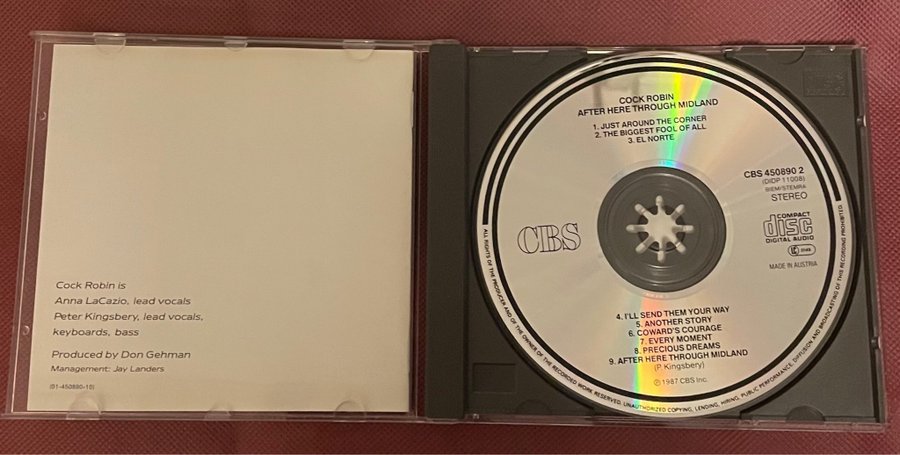 Cock Robin is
Anna LaCazio, lead vocals
Peter Kingsbery, lead vocals,
keyboards, bass
Produced by Don Gehman
Management: Jay Landers
(01-450890-10)
COCK ROBIN
AFTER HERE THROUGH MIDLAND
1. JUST AROUND THE CORNER
2. THE BIGGEST FOOL OF ALL
3. EL NORTE
CBS 450890 2
(DIDP 11008)
BIEM/STEMRA
STEREO
CBS
COMPACT
disc
DIGITAL AUDIO
MADE IN AUSTRIA
4. I'LL SEND THEM YOUR WAY
5. ANOTHER STORY
6. COWARD'S COURAGE
7. EVERY MOMENT
8. PRECIOUS DREAMS
9. AFTER HERE THROUGH MIDLAND
(P. Kingsbery)
℗ 1987 CBS Inc.
ALL RIGHTS OF THE PRODUCER AND OF THE OWNER OF THE RECORDED WORK RESERVED. UNAUTHORIZED COPYING, LENDING, HIRING, PUBLIC PERFORMANCE, DIFFUSION AND BROADCASTING OF THIS RECORDING PROHIBITED.